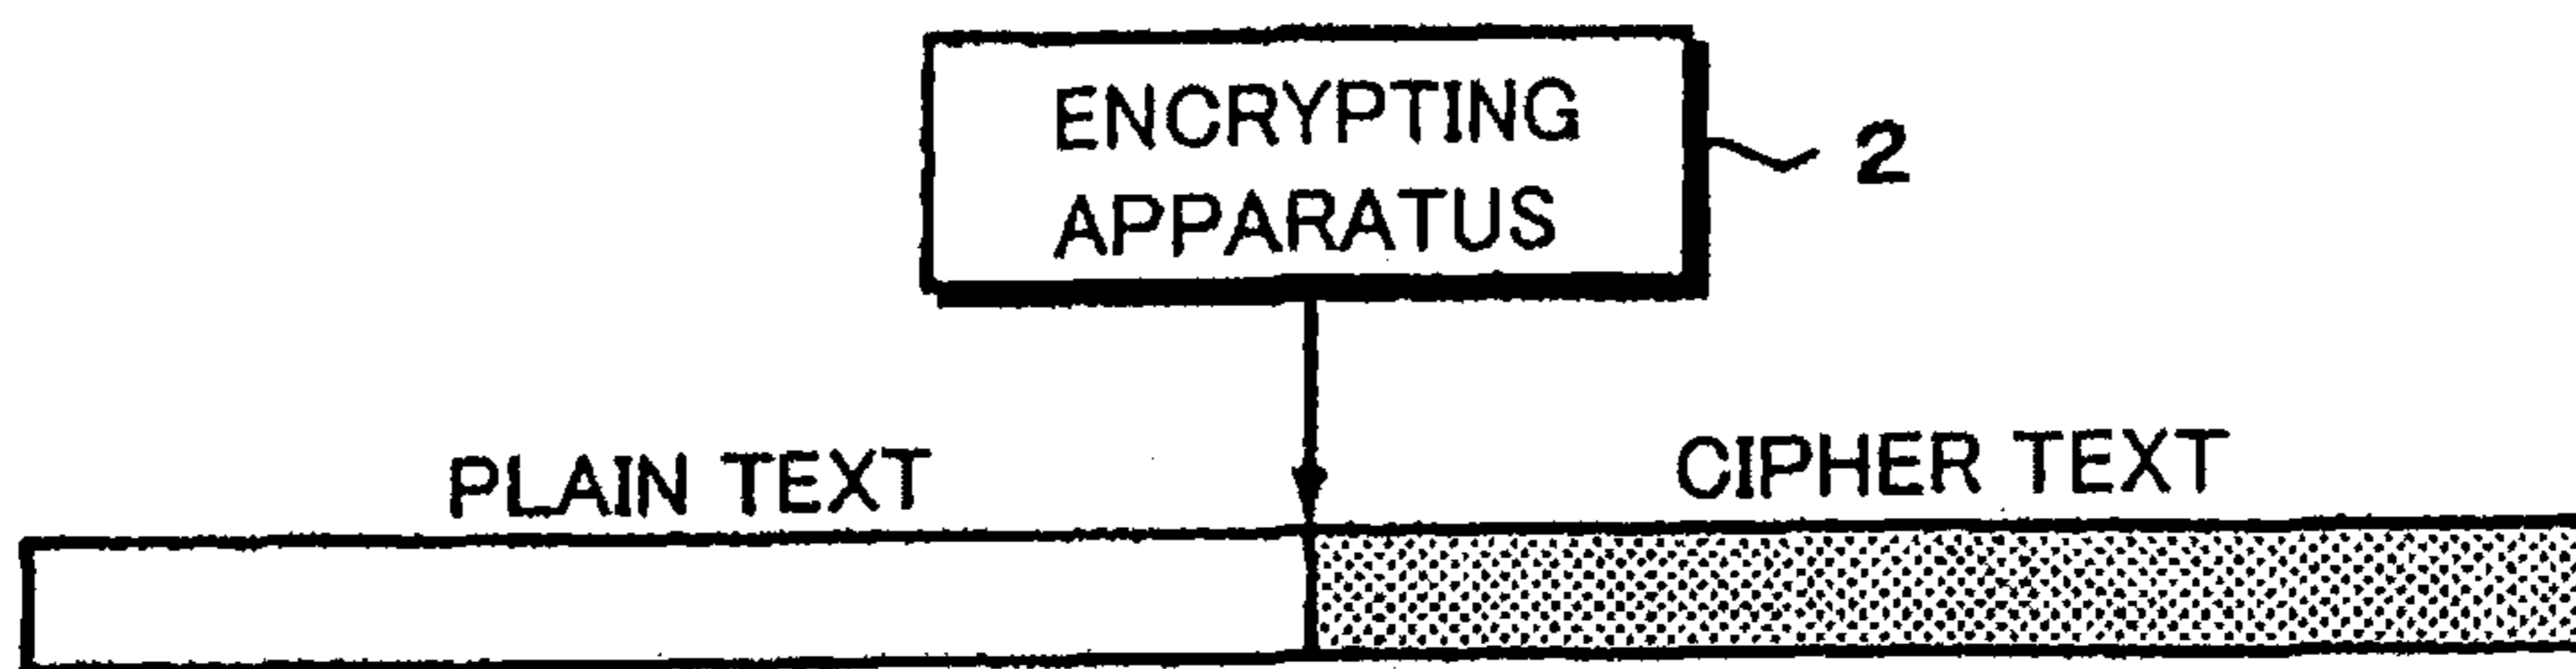 ENCRYPTING
APPARATUS
2
PLAIN TEXT
CIPHER TEXT